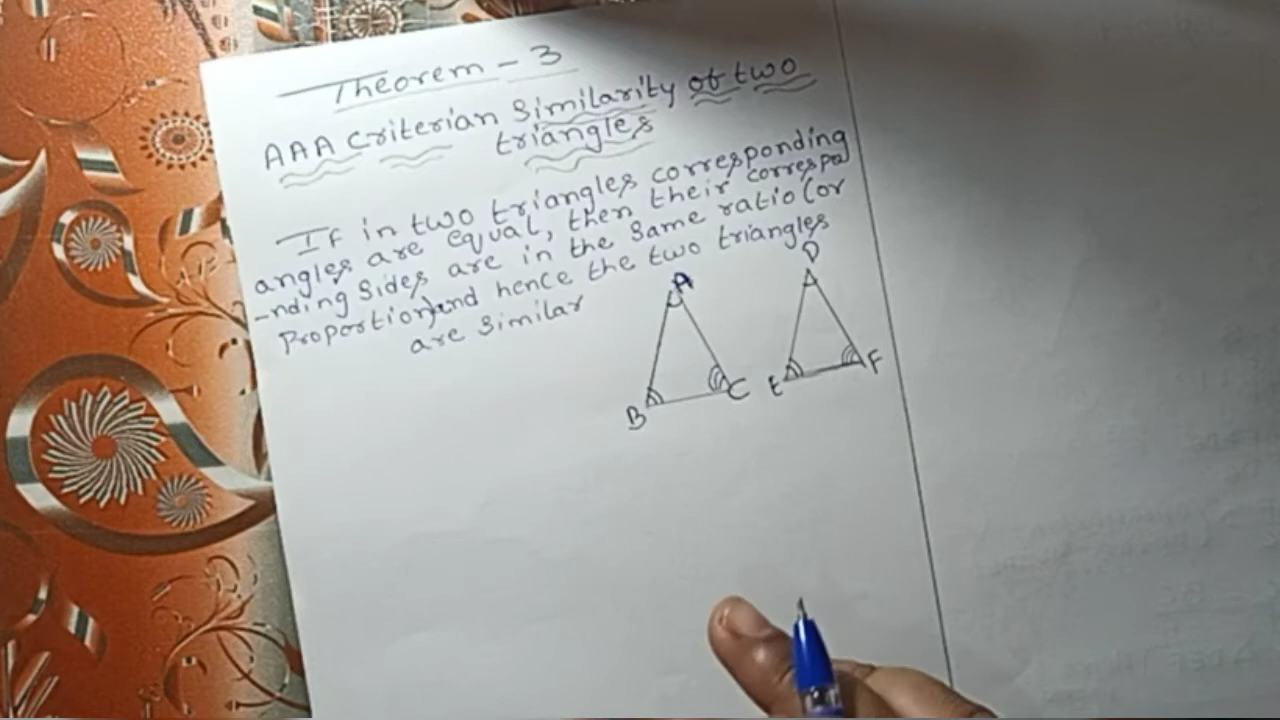 Theorem - 3
AAA Criterian Similarity of two
triangles
If in two triangles corresponding
angles are equal, then their correspo
-nding sides are in the same ratio (or
Proportion) and hence the two triangles
are similar
A
D
B
C
E
F